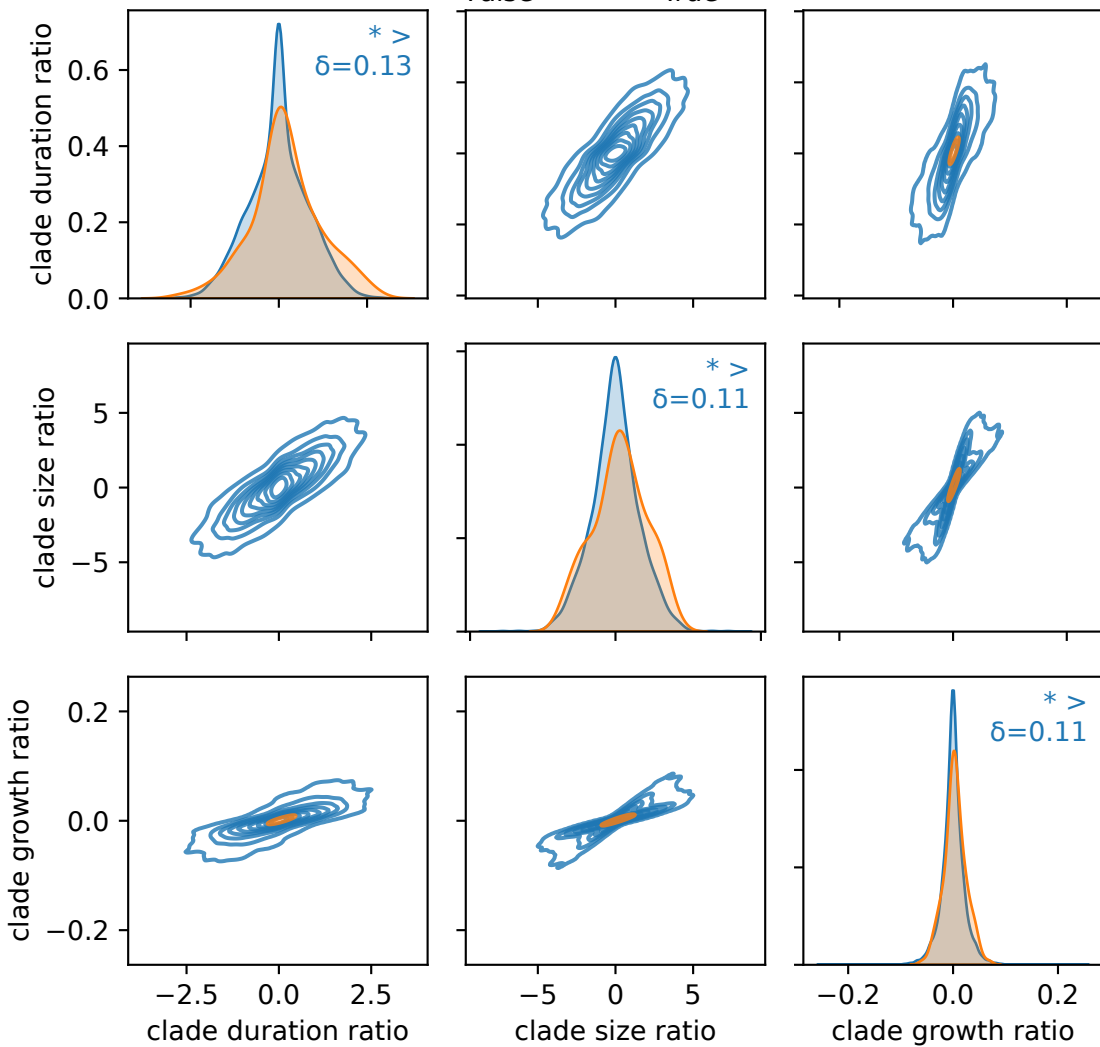 clade duration ratio
0.6
0.4
0.2
0.0
* >
δ=0.13
clade size ratio
5
0
−5
* >
δ=0.11
clade growth ratio
0.2
0.0
−0.2
* >
δ=0.11
−2.5 0.0 2.5
−5 0 5
−0.2 0.0 0.2
clade duration ratio
clade size ratio
clade growth ratio